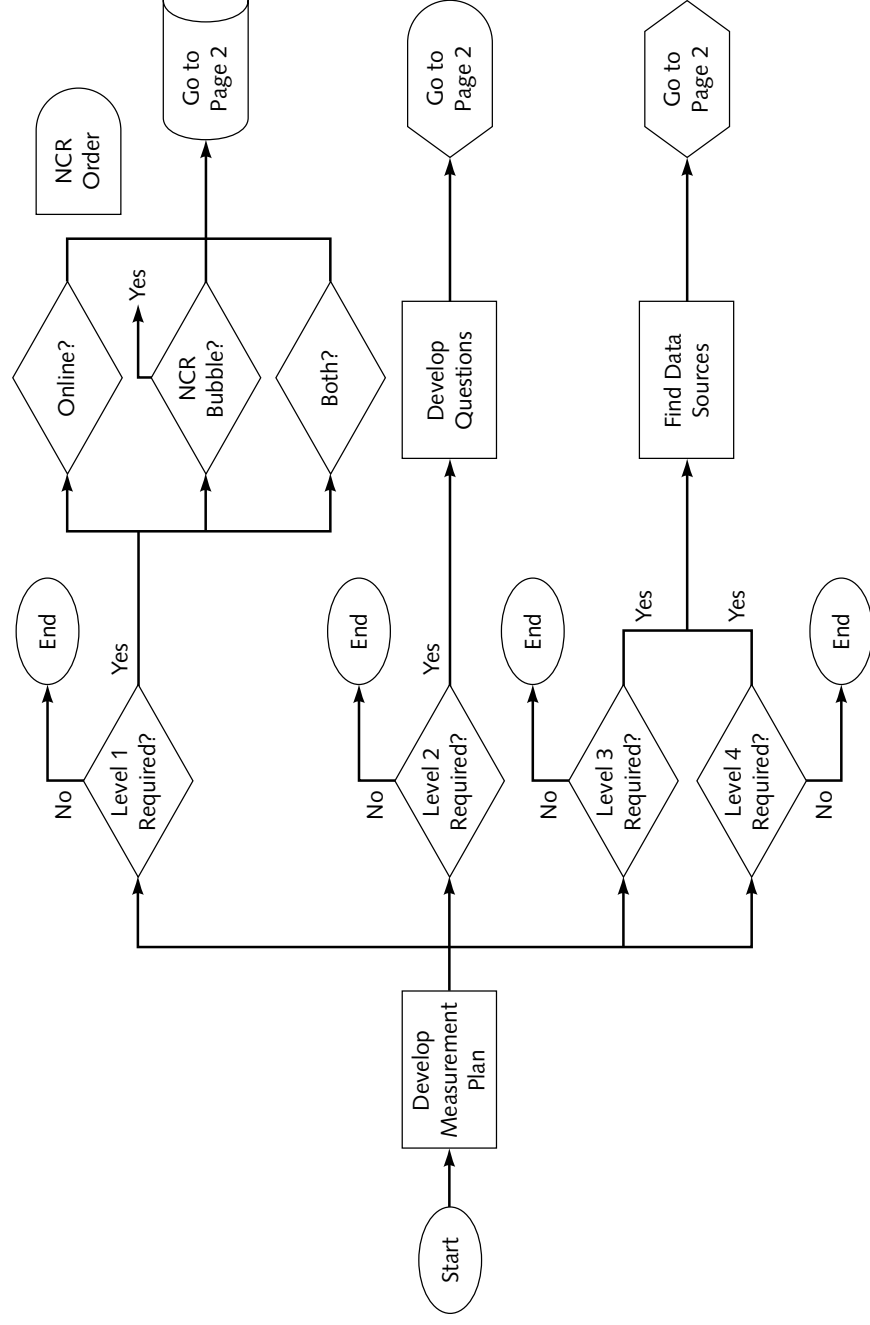 Start
Develop
Measurement
Plan
No
Level 1
Required?
Yes
End
Online?
NCR
Bubble?
Yes
Both?
NCR
Order
Go to
Page 2
No
Level 2
Required?
Yes
End
Develop
Questions
Go to
Page 2
No
Level 3
Required?
Yes
End
Level 4
Required?
Yes
No
End
Find Data
Sources
Go to
Page 2